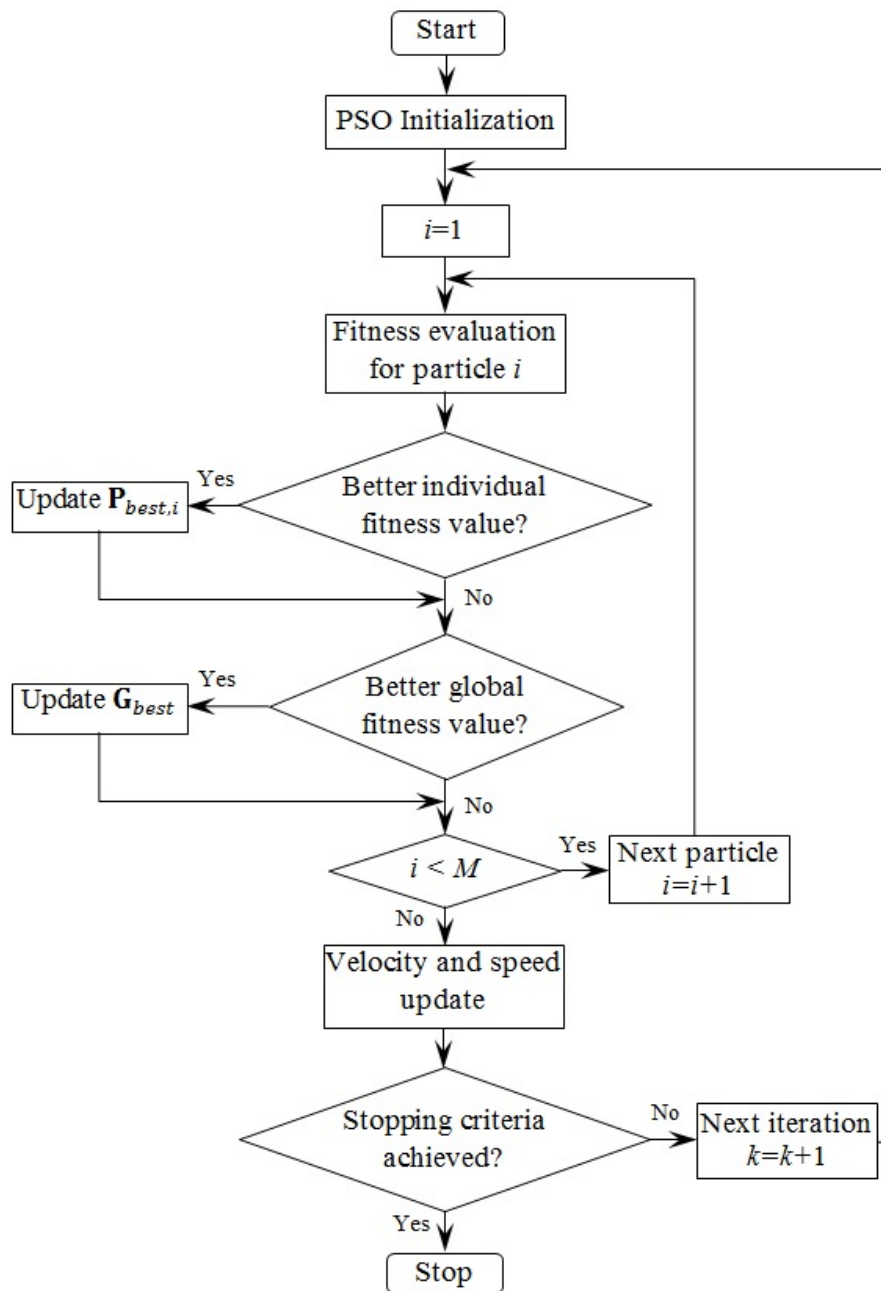 Start
PSO Initialization
i=1
Fitness evaluation
for particle i
Better individual
fitness value?
Yes
Update P_best,i
No
Better global
fitness value?
Yes
Update G_best
No
i < M
Yes
Next particle
i=i+1
No
Velocity and speed
update
Stopping criteria
achieved?
No
Next iteration
k=k+1
Yes
Stop